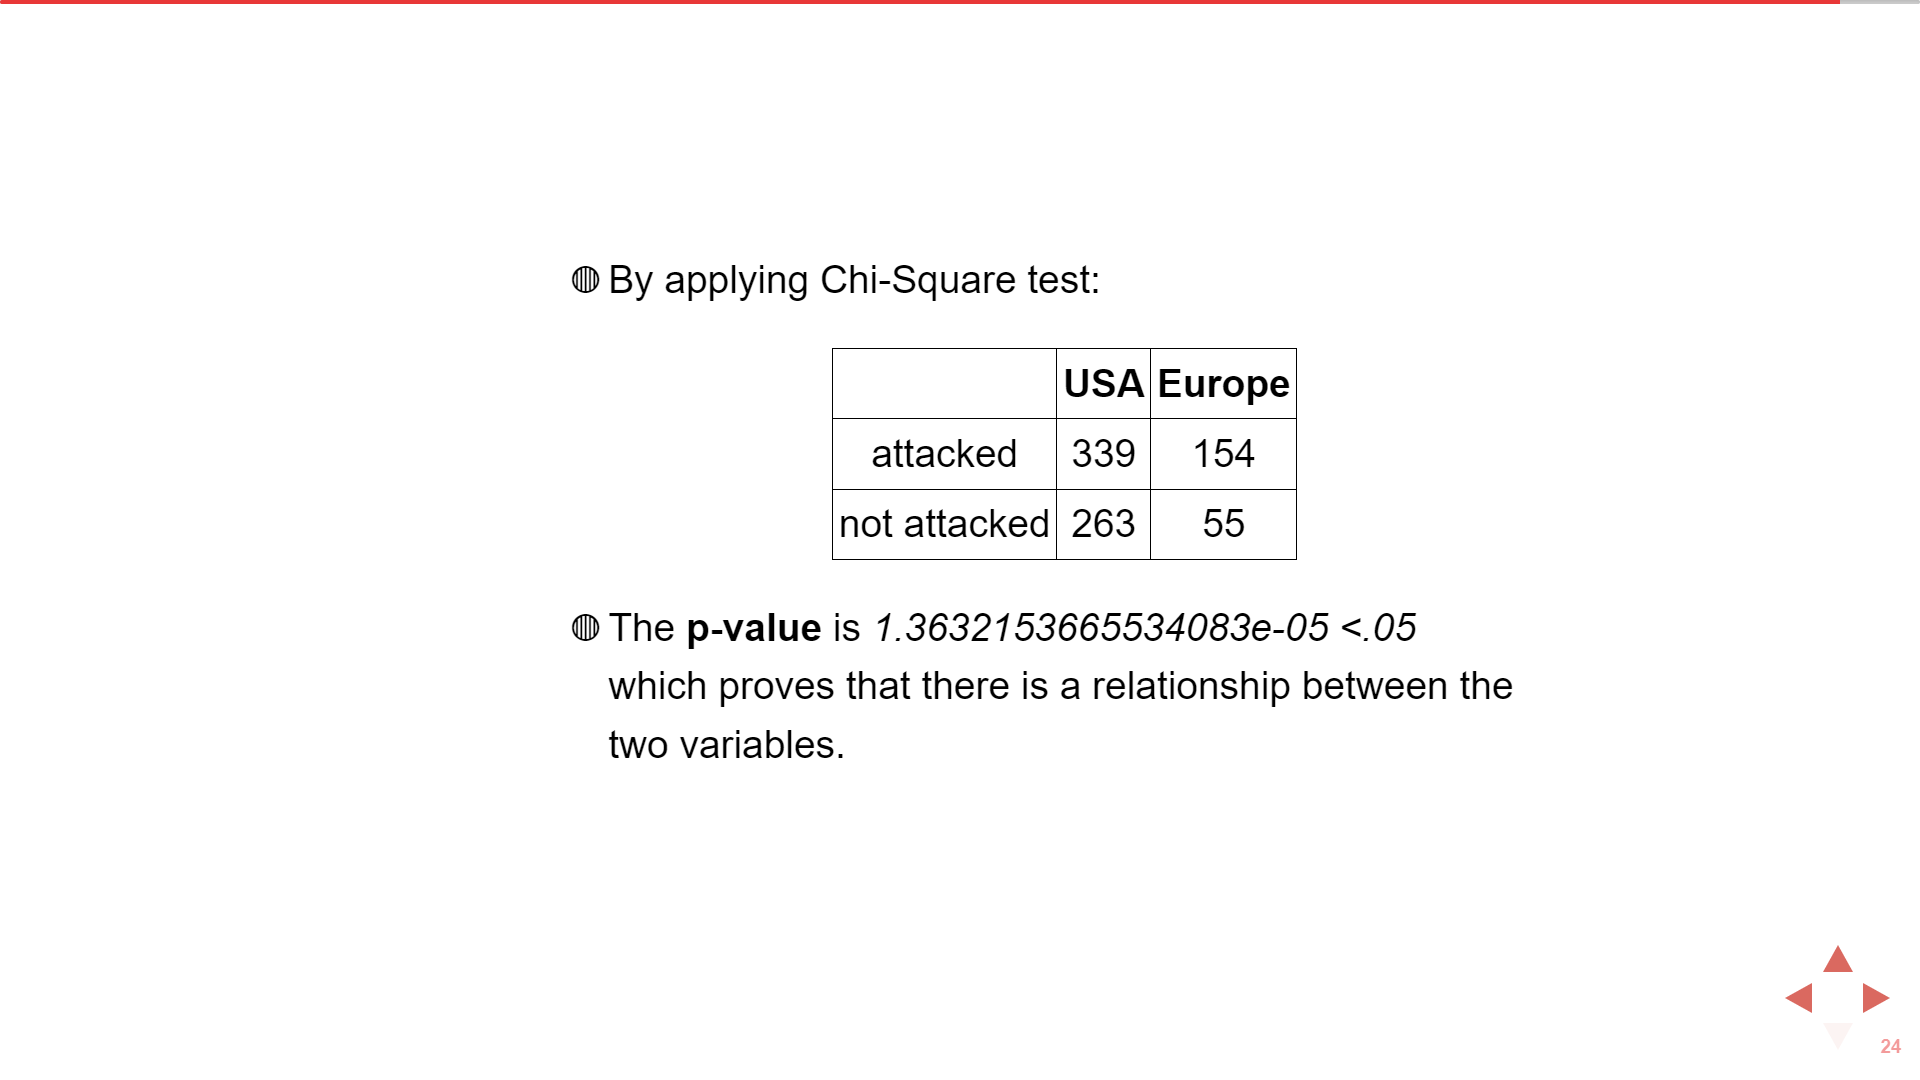 By applying Chi-Square test:
USA Europe
attacked 339 154
not attacked 263 55
The p-value is 1.3632153665534083e-05 <.05
which proves that there is a relationship between the
two variables.
24